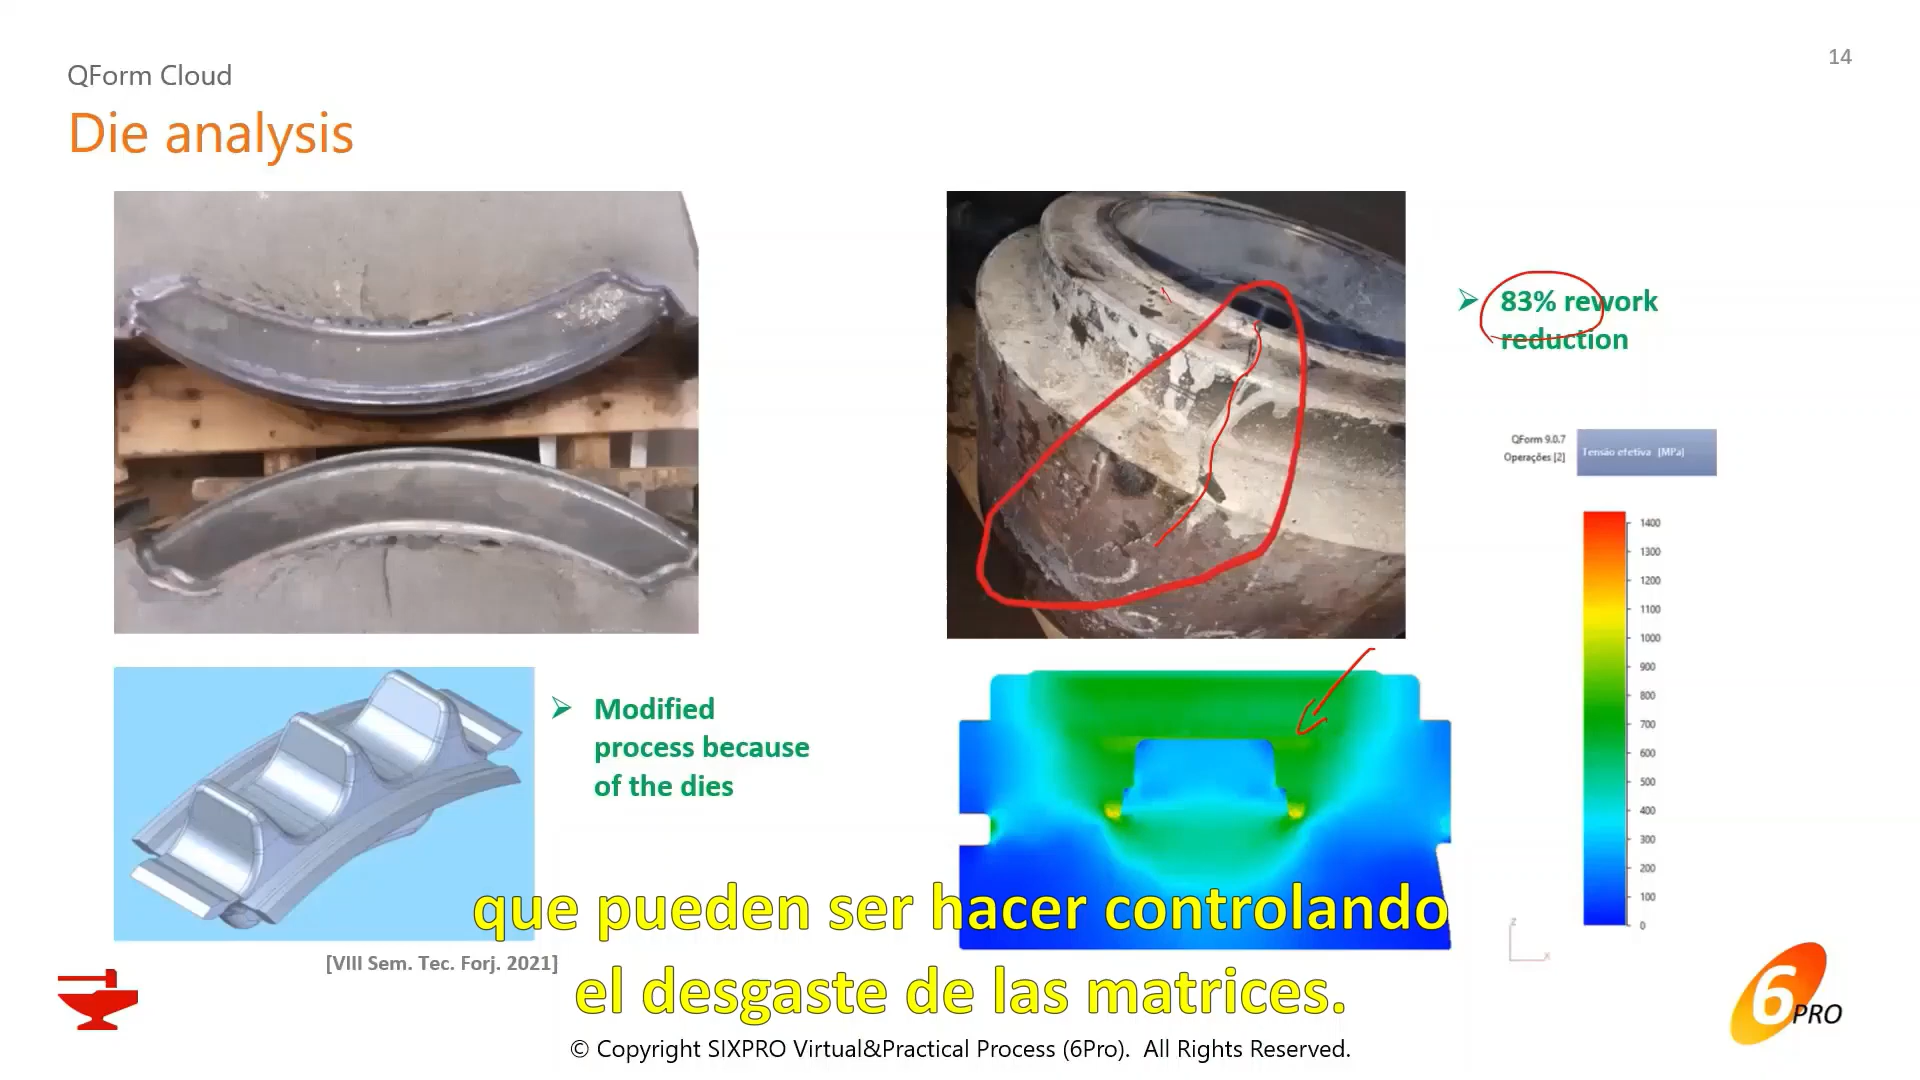 14
QForm Cloud
Die analysis
➢ 83% rework
reduction
QForm 9.0.7
Operações [2]
Tensão efetiva [MPa]
1400
1300
1200
1100
1000
900
800
700
600
500
400
300
200
100
0
➢ Modified
process because
of the dies
z
x
que pueden ser hacer controlando
[VIII Sem. Tec. Forj. 2021]
el desgaste de las matrices.
6PRO
© Copyright SIXPRO Virtual&Practical Process (6Pro). All Rights Reserved.